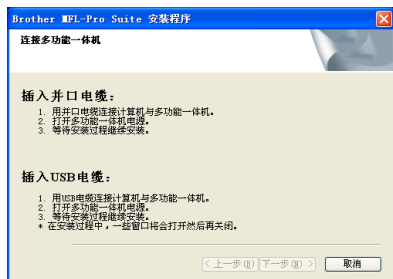 Brother MFL-Pro Suite 安装程序
连接多功能一体机
插入并口电缆:
1. 用并口电缆连接计算机与多功能一体机。
2. 打开多功能一体机电源。
3. 等待安装过程继续安装。
插入USB电缆:
1. 用USB电缆连接计算机与多功能一体机。
2. 打开多功能一体机电源。
3. 等待安装过程继续安装。
* 在安装过程中，一些窗口将会打开然后再关闭。
< 上一步(B) 下一步(N) > 取消